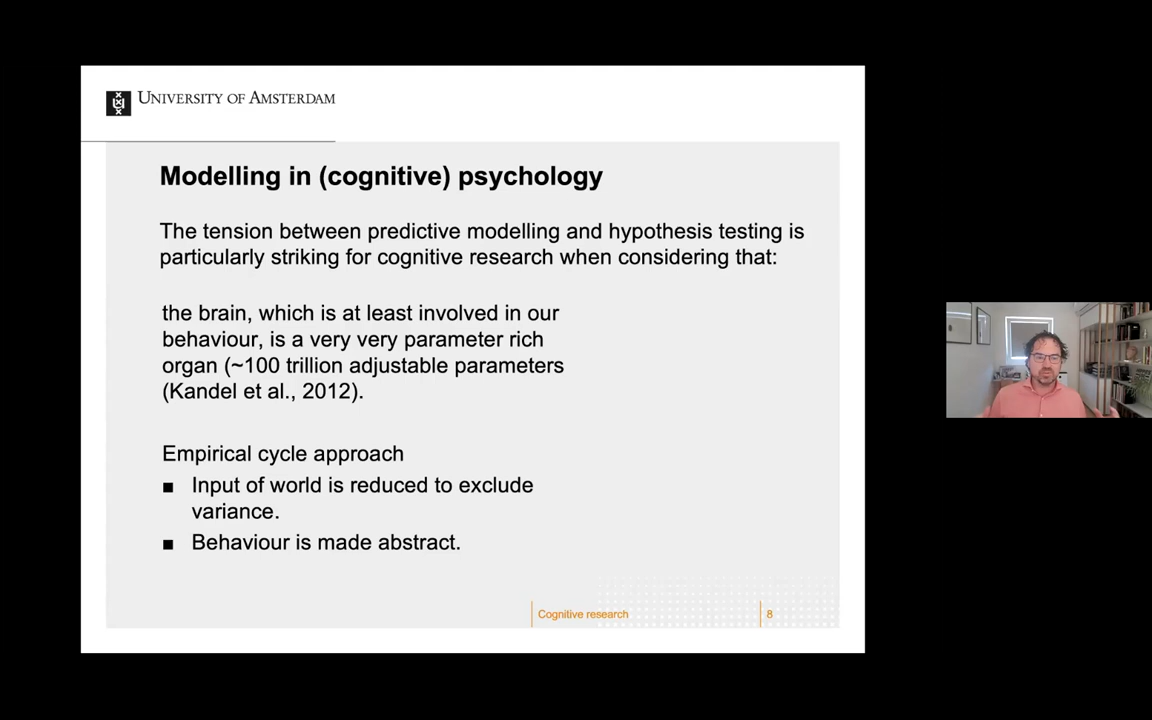 UNIVERSITY OF AMSTERDAM
Modelling in (cognitive) psychology
The tension between predictive modelling and hypothesis testing is
particularly striking for cognitive research when considering that:
the brain, which is at least involved in our
behaviour, is a very very parameter rich
organ (~100 trillion adjustable parameters
(Kandel et al., 2012).
Empirical cycle approach
■ Input of world is reduced to exclude
variance.
■ Behaviour is made abstract.
Cognitive research 8